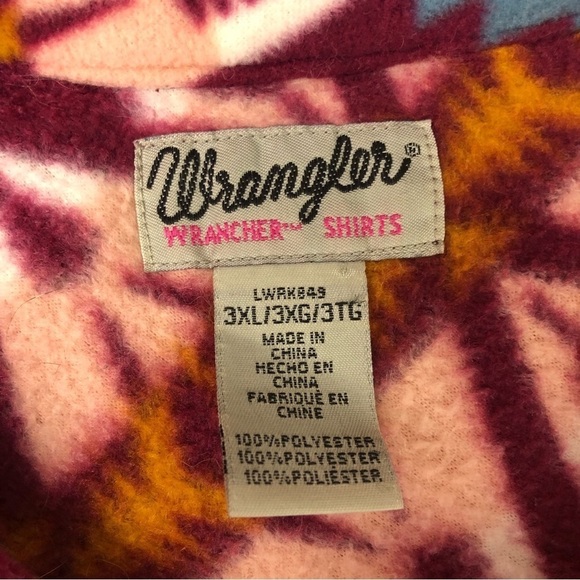 Wrangler®
WRANCHER™ SHIRTS
LWRK849
3XL/3XG/3TG
MADE IN
CHINA
HECHO EN
CHINA
FABRIQUÉ EN
CHINE
100%POLYESTER
100%POLYESTER
100%POLIÉSTER